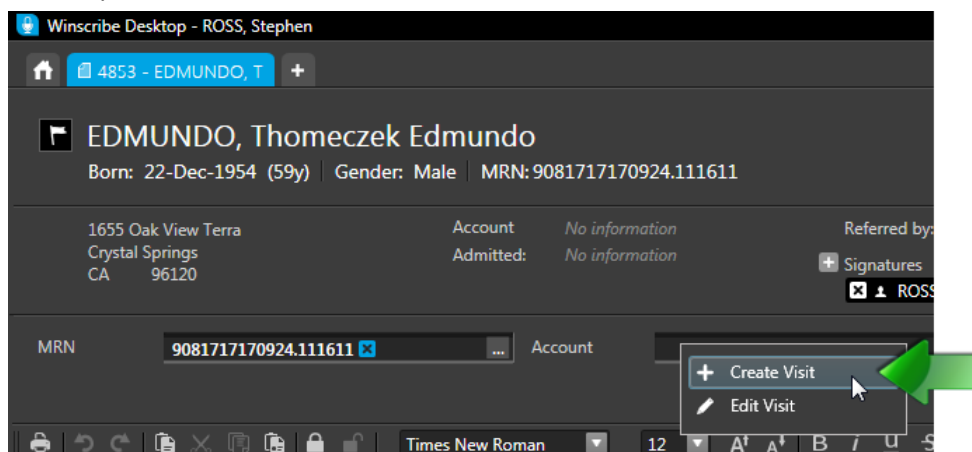 Winscribe Desktop - ROSS, Stephen
4853 - EDMUNDO, T +
EDMUNDO, Thomeczek Edmundo
Born: 22-Dec-1954 (59y) Gender: Male MRN: 9081717170924.111611
1655 Oak View Terra Account No information Referred by:
Crystal Springs Admitted: No information + Signatures
CA 96120 ROSS
MRN 9081717170924.111611 ... Account
+ Create Visit
Edit Visit
Times New Roman 12 A A B i u S